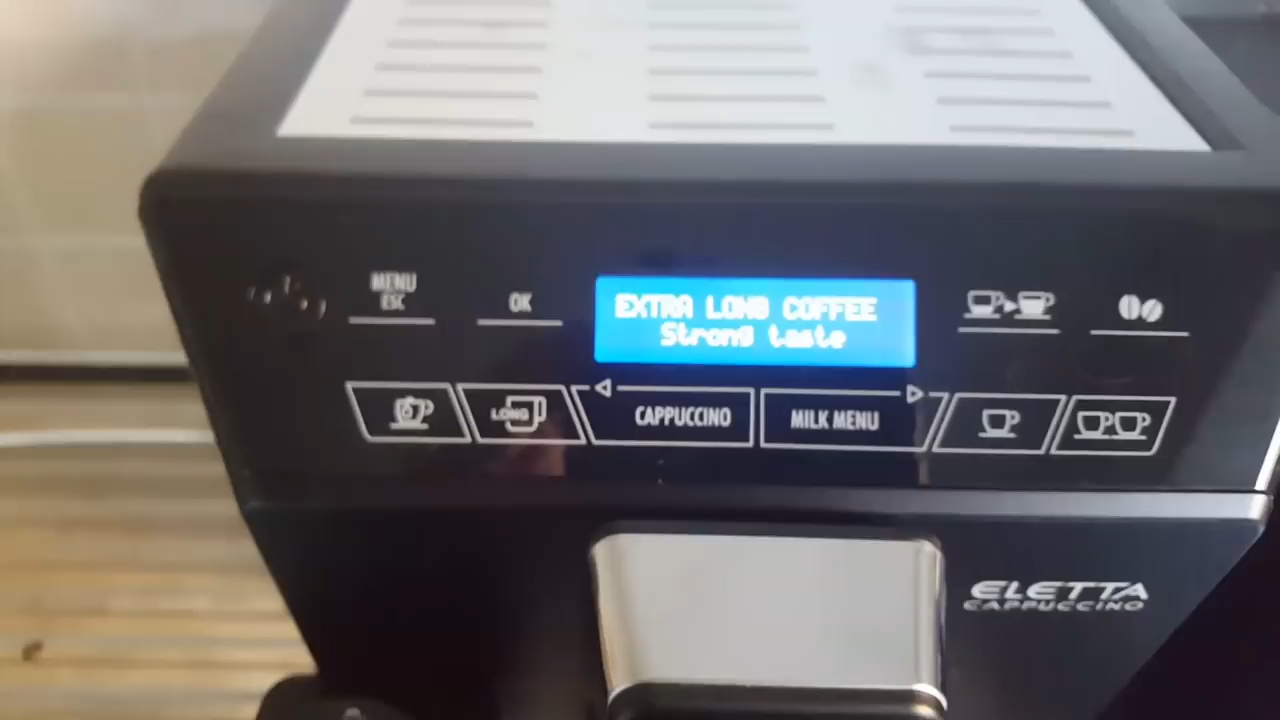 MENU
ESC
OK
EXTRA LONG COFFEE
Strong taste
LONG
CAPPUCCINO
MILK MENU
ELETTA
CAPPUCCINO